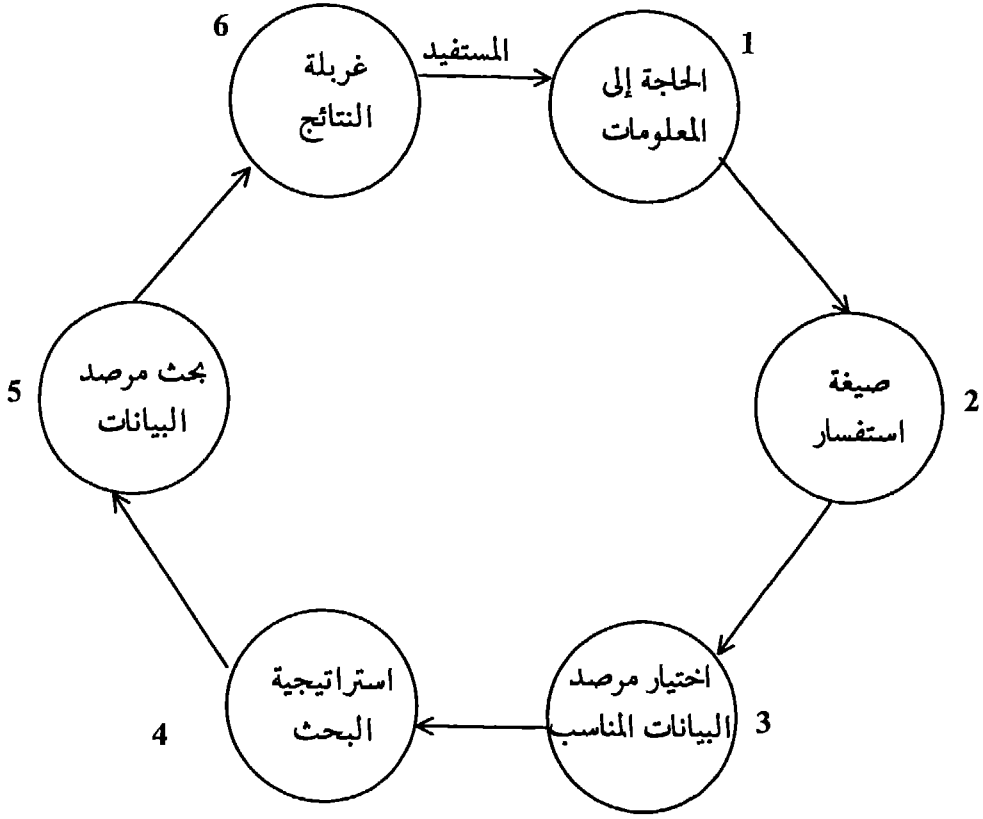 1
الحاجة إلى
المعلومات
2
صيغة
استفسار
3
اختيار مرصد
البيانات المناسب
4
استراتيجية
البحث
5
بحث مرصد
البيانات
6
غربلة
النتائج
المستفيد